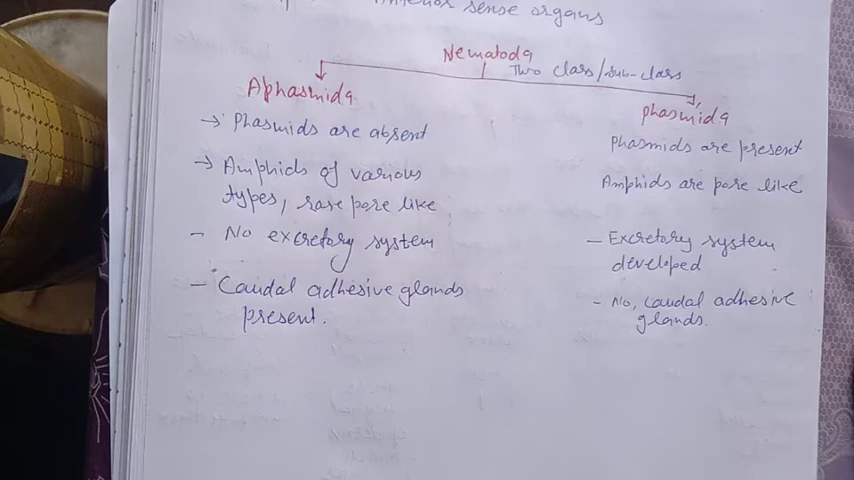 Anterior sense organs
Nematoda
Two class/sub-class
Aphasmida
→ Phasmids are absent
→ Amphids of various
types, rare pore like
- No excretory system
- Caudal adhesive glands
present.
Phasmida
Phasmids are present
Amphids are pore like
- Excretory system
developed
- No, caudal adhesive
glands.